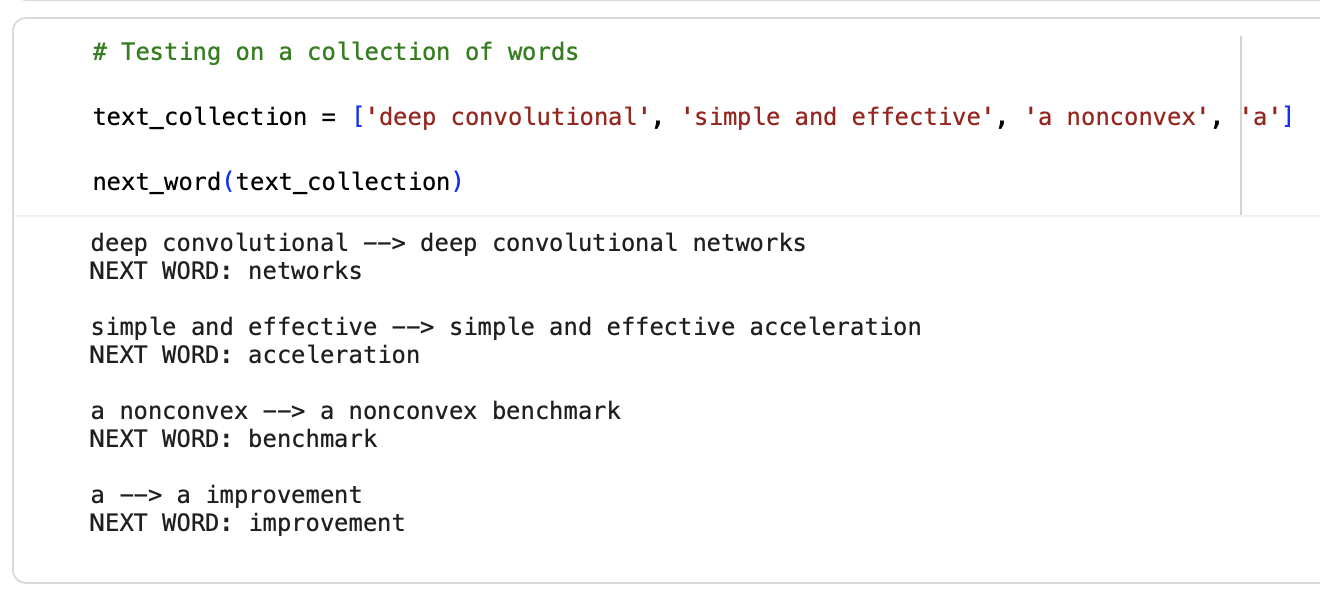 # Testing on a collection of words
text_collection = ['deep convolutional', 'simple and effective', 'a nonconvex', 'a']
next_word(text_collection)
deep convolutional --> deep convolutional networks
NEXT WORD: networks
simple and effective --> simple and effective acceleration
NEXT WORD: acceleration
a nonconvex --> a nonconvex benchmark
NEXT WORD: benchmark
a --> a improvement
NEXT WORD: improvement